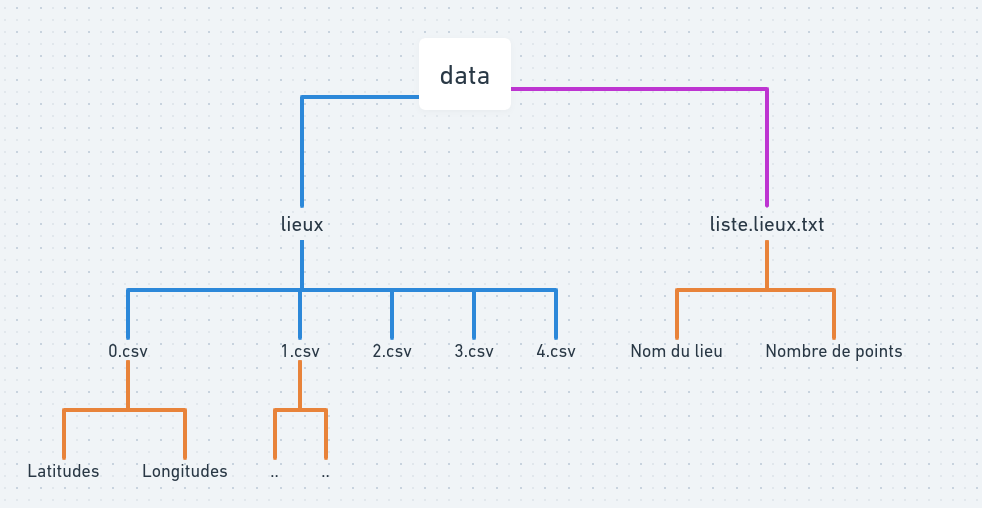 data
lieux
liste.lieux.txt
0.csv
1.csv
2.csv
3.csv
4.csv
Nom du lieu
Nombre de points
Latitudes
Longitudes
..
..